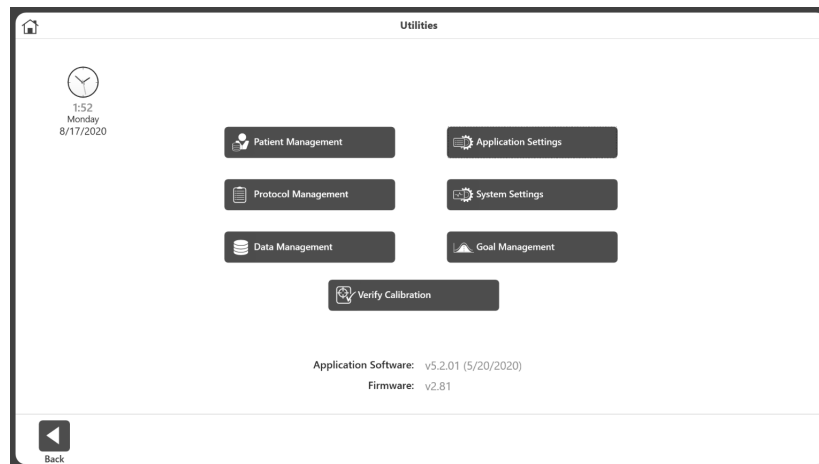 Utilities
1:52
Monday
8/17/2020
Patient Management
Application Settings
Protocol Management
System Settings
Data Management
Goal Management
Verify Calibration
Application Software: v5.2.01 (5/20/2020)
Firmware: v2.81
Back